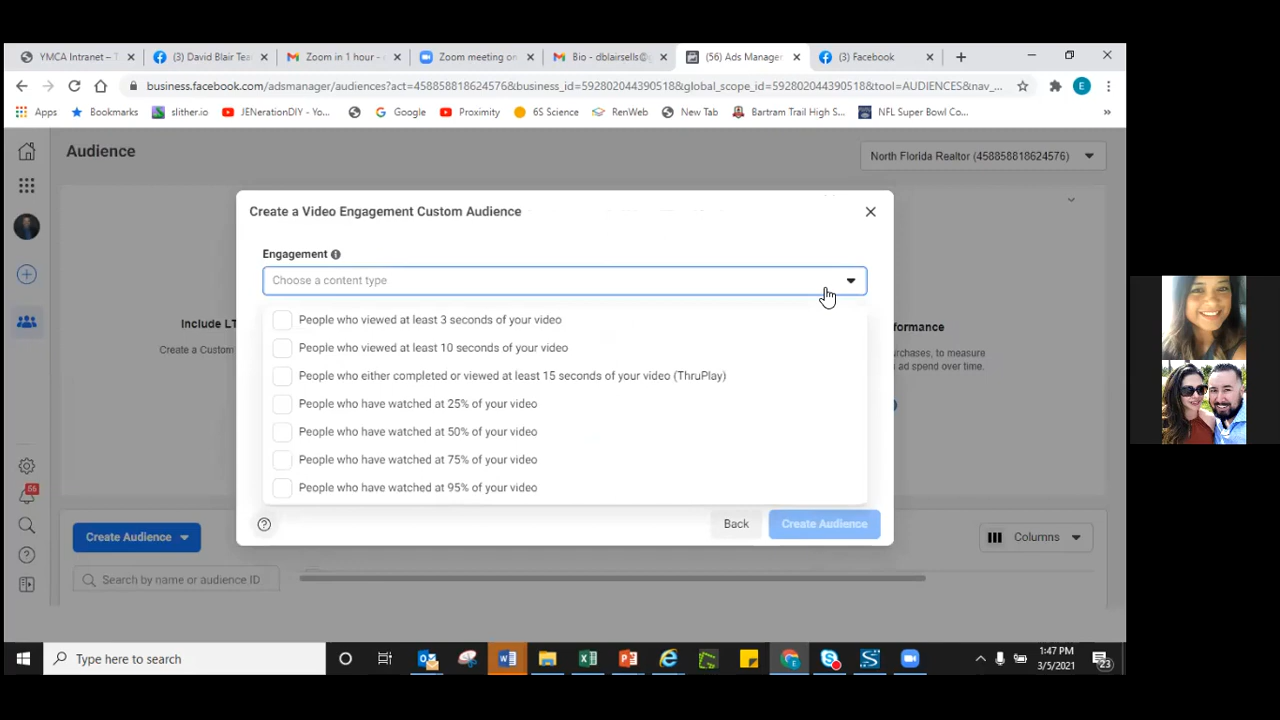 YMCA Intranet – T
(3) David Blair Tea
Zoom in 1 hour -
Zoom meeting on
Bio - dblairsells@
(56) Ads Manager
(3) Facebook
business.facebook.com/adsmanager/audience?act=458858818624576&business_id=592802044390518&global_scope_id=592802044390518&tool=AUDIENCES&nav_...
E
Apps
Bookmarks
slither.io
JENerationDIY - Yo...
Google
Proximity
6S Science
RenWeb
New Tab
Bartram Trail High S...
NFL Super Bowl Co...
»
Audience
North Florida Realtor (458858818624576)
Create a Video Engagement Custom Audience
Engagement
Choose a content type
People who viewed at least 3 seconds of your video
People who viewed at least 10 seconds of your video
People who either completed or viewed at least 15 seconds of your video (ThruPlay)
People who have watched at 25% of your video
People who have watched at 50% of your video
People who have watched at 75% of your video
People who have watched at 95% of your video
Include LT
Create a Custom
formance
rchases, to measure
ad spend over time.
56
Back
Create Audience
Create Audience
Columns
Search by name or audience ID
Type here to search
1:47 PM
3/5/2021
23